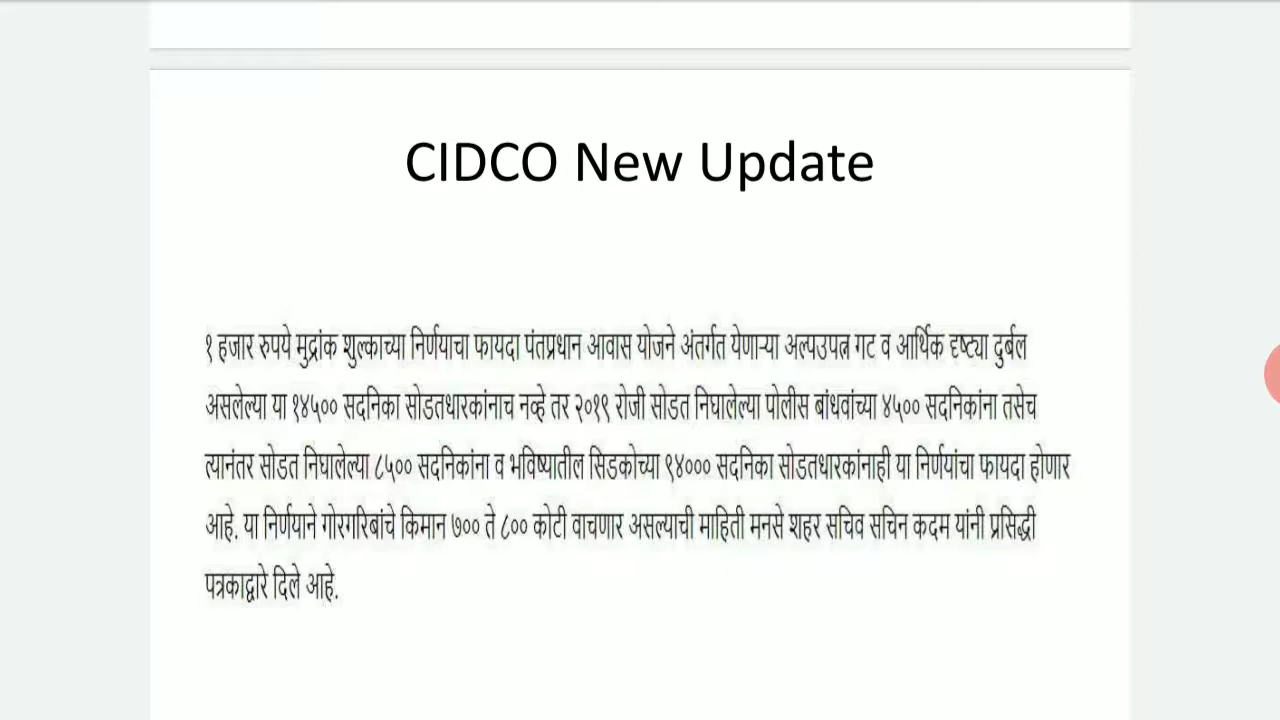 CIDCO New Update
१ हजार रुपये मुद्रांक शुल्काच्या निर्णयाचा फायदा पंतप्रधान आवास योजने अंतर्गत येणाऱ्या अल्पउपन्न गट व आर्थिक दृष्ट्या दुर्बल
असलेल्या या १४५०० सदनिका सोडतधारकांनाच नव्हे तर २०१९ रोजी सोडत निघालेल्या पोलीस बांधवांच्या ४५०० सदनिकांना तसेच
त्यानंतर सोडत निघालेल्या ८५०० सदनिकांना व भविष्यातील सिडकोच्या ९४००० सदनिका सोडतधारकांनाही या निर्णयांचा फायदा होणार
आहे. या निर्णयाने गोरगरिबांचे किमान ७०० ते ८०० कोटी वाचणार असल्याची माहिती मनसे शहर सचिव सचिन कदम यांनी प्रसिद्धी
पत्रकाद्वारे दिले आहे.